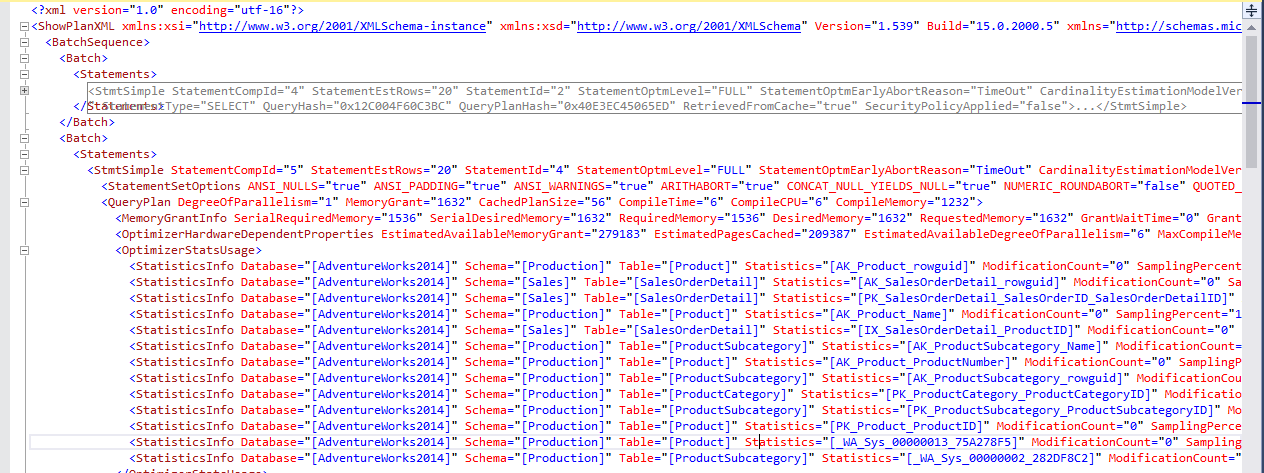 <?xml version="1.0" encoding="utf-16"?>
<ShowPlanXML xmlns:xsi="http://www.w3.org/2001/XMLSchema-instance" xmlns:xsd="http://www.w3.org/2001/XMLSchema" Version="1.539" Build="15.0.2000.5" xmlns="http://schemas.mic
<BatchSequence>
<Batch>
<Statements>
<StmtSimple StatementCompId="4" StatementEstRows="20" StatementId="2" StatementOptmLevel="FULL" StatementOptmEarlyAbortReason="TimeOut" CardinalityEstimationModelVer
</Statements>
Type="SELECT" QueryHash="0x12C004F60C3BC" QueryPlanHash="0x40E3EC45065ED" RetrievedFromCache="true" SecurityPolicyApplied="false">...</StmtSimple>
</Batch>
<Batch>
<Statements>
<StmtSimple StatementCompId="5" StatementEstRows="20" StatementId="4" StatementOptmLevel="FULL" StatementOptmEarlyAbortReason="TimeOut" CardinalityEstimationModelVer
<StatementSetOptions ANSI_NULLS="true" ANSI_PADDING="true" ANSI_WARNINGS="true" ARITHABORT="true" CONCAT_NULL_YIELDS_NULL="true" NUMERIC_ROUNDABORT="false" QUOTED_
<QueryPlan DegreeOfParallelism="1" MemoryGrant="1632" CachedPlanSize="56" CompileTime="6" CompileCPU="6" CompileMemory="1232">
<MemoryGrantInfo SerialRequiredMemory="1536" SerialDesiredMemory="1632" RequiredMemory="1536" DesiredMemory="1632" RequestedMemory="1632" GrantWaitTime="0" Grant
<OptimizerHardwareDependentProperties EstimatedAvailableMemoryGrant="279183" EstimatedPagesCached="209387" EstimatedAvailableDegreeOfParallelism="6" MaxCompileMe
<OptimizerStatsUsage>
<StatisticsInfo Database="[AdventureWorks2014]" Schema="[Production]" Table="[Product]" Statistics="[AK_Product_rowguid]" ModificationCount="0" SamplingPercent
<StatisticsInfo Database="[AdventureWorks2014]" Schema="[Sales]" Table="[SalesOrderDetail]" Statistics="[AK_SalesOrderDetail_rowguid]" ModificationCount="0" Sa
<StatisticsInfo Database="[AdventureWorks2014]" Schema="[Sales]" Table="[SalesOrderDetail]" Statistics="[PK_SalesOrderDetail_SalesOrderID_SalesOrderDetailID]"
<StatisticsInfo Database="[AdventureWorks2014]" Schema="[Production]" Table="[Product]" Statistics="[AK_Product_Name]" ModificationCount="0" SamplingPercent="1
<StatisticsInfo Database="[AdventureWorks2014]" Schema="[Sales]" Table="[SalesOrderDetail]" Statistics="[IX_SalesOrderDetail_ProductID]" ModificationCount="0"
<StatisticsInfo Database="[AdventureWorks2014]" Schema="[Production]" Table="[ProductSubcategory]" Statistics="[AK_ProductSubcategory_Name]" ModificationCount=
<StatisticsInfo Database="[AdventureWorks2014]" Schema="[Production]" Table="[Product]" Statistics="[AK_Product_ProductNumber]" ModificationCount="0" SamplingP
<StatisticsInfo Database="[AdventureWorks2014]" Schema="[Production]" Table="[ProductSubcategory]" Statistics="[AK_ProductSubcategory_rowguid]" ModificationCou
<StatisticsInfo Database="[AdventureWorks2014]" Schema="[Production]" Table="[ProductCategory]" Statistics="[PK_ProductCategory_ProductCategoryID]" Modificatio
<StatisticsInfo Database="[AdventureWorks2014]" Schema="[Production]" Table="[ProductSubcategory]" Statistics="[PK_ProductSubcategory_ProductSubcategoryID]" Mo
<StatisticsInfo Database="[AdventureWorks2014]" Schema="[Production]" Table="[Product]" Statistics="[PK_Product_ProductID]" ModificationCount="0" SamplingPerce
<StatisticsInfo Database="[AdventureWorks2014]" Schema="[Production]" Table="[Product]" Statistics="[_WA_Sys_00000013_75A278F5]" ModificationCount="0" Sampling
<StatisticsInfo Database="[AdventureWorks2014]" Schema="[Production]" Table="[ProductSubcategory]" Statistics="[_WA_Sys_00000002_282DF8C2]" ModificationCount="